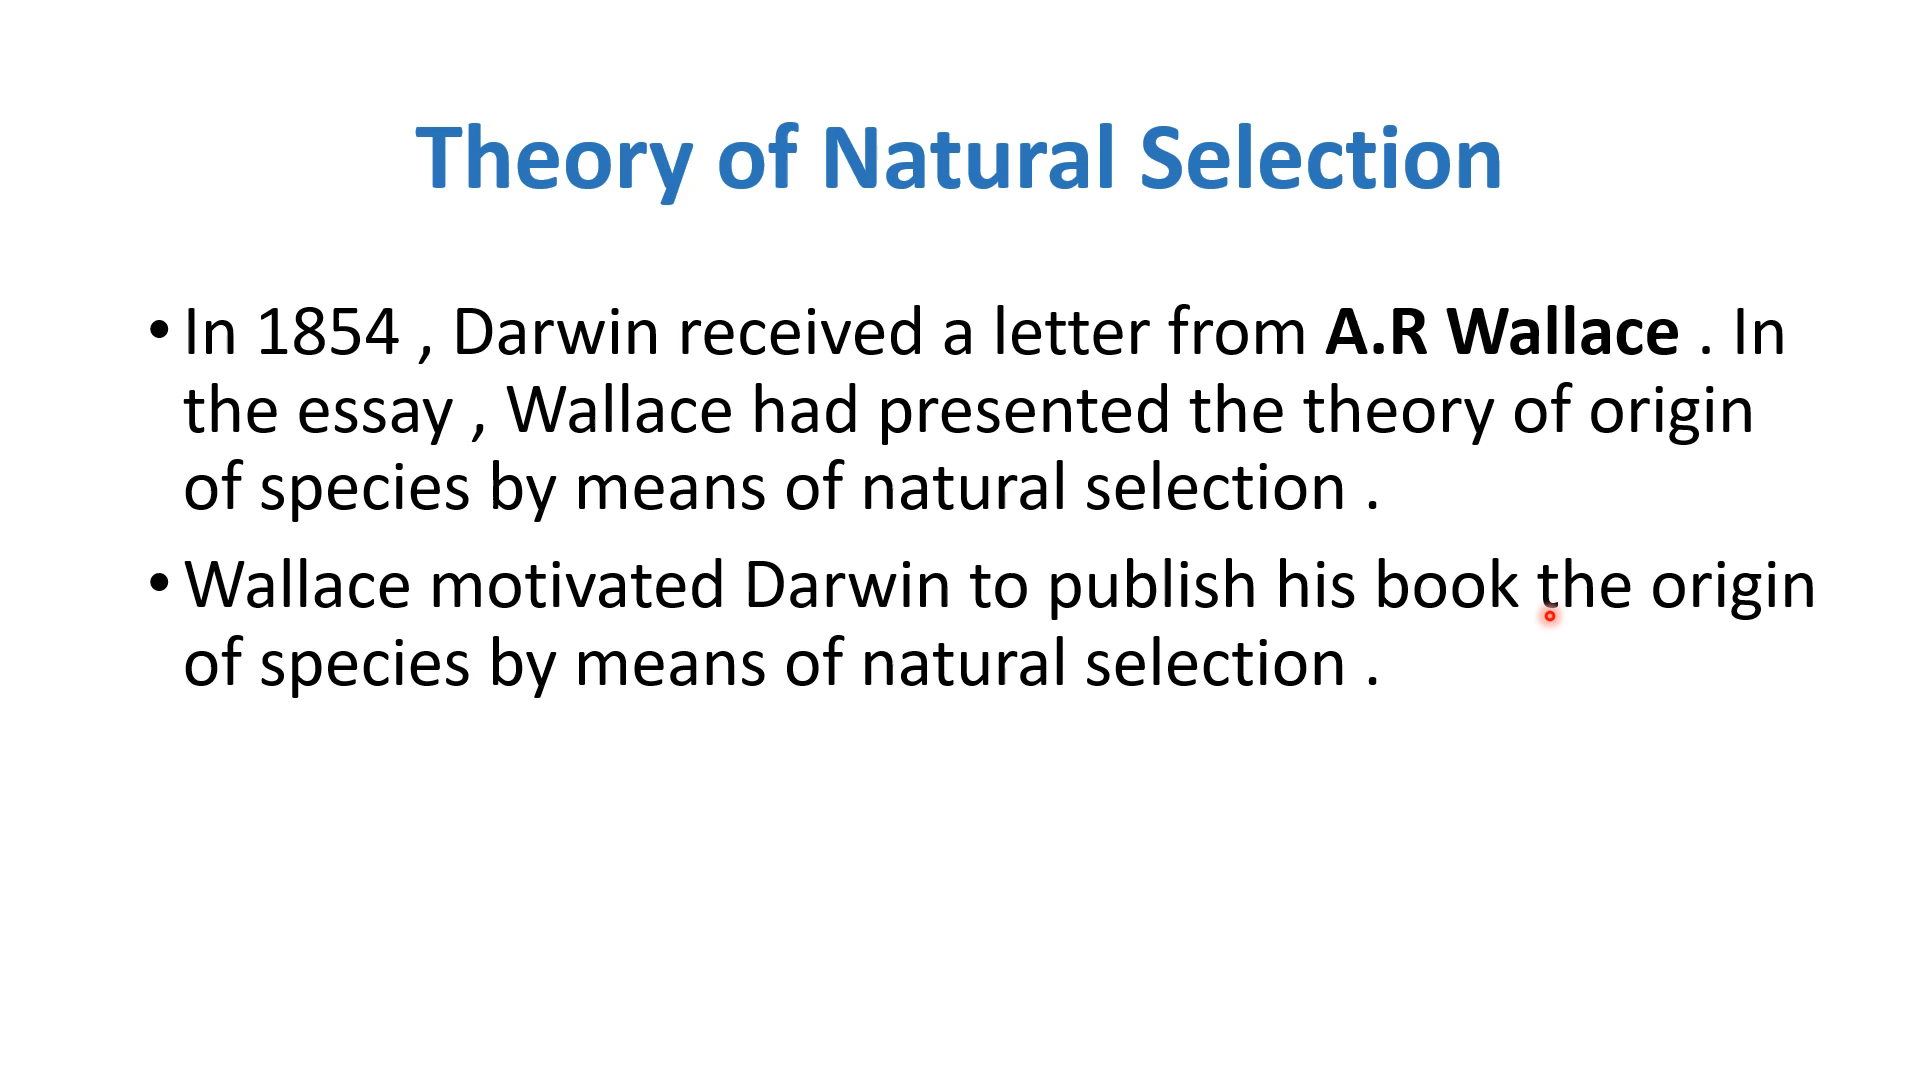 Theory of Natural Selection
• In 1854 , Darwin received a letter from A.R Wallace . In
the essay , Wallace had presented the theory of origin
of species by means of natural selection .
• Wallace motivated Darwin to publish his book the origin
of species by means of natural selection .